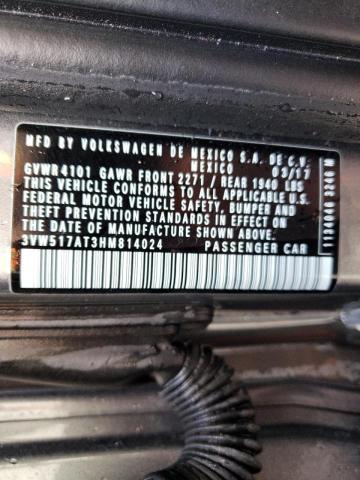 MFD BY VOLKSWAGEN DE MEXICO S.A. DE C.V.
MEXICO 03/17
GVWR 4101 GAWR FRONT 2271 / REAR 1940 LBS
THIS VEHICLE CONFORMS TO ALL APPLICABLE U.S.
FEDERAL MOTOR VEHICLE SAFETY, BUMPER AND
THEFT PREVENTION STANDARDS IN EFFECT ON
THE DATE OF MANUFACTURE SHOWN ABOVE
3VW517AT3HM814024 PASSENGER CAR